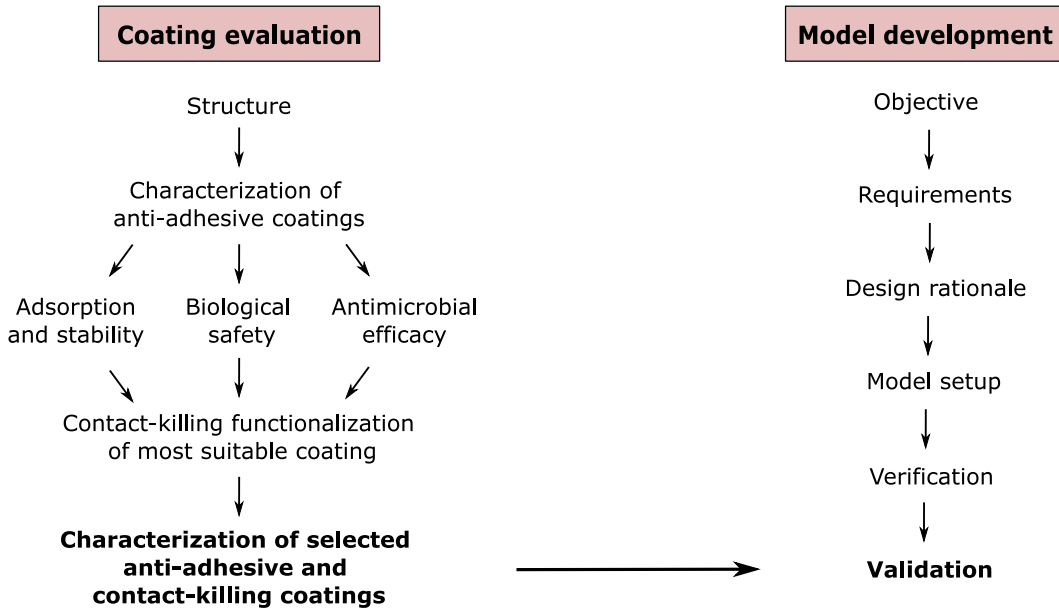 Coating evaluation
Structure
Characterization of
anti-adhesive coatings
Adsorption
and stability
Biological
safety
Antimicrobial
efficacy
Contact-killing functionalization
of most suitable coating
Characterization of selected
anti-adhesive and
contact-killing coatings
Model development
Objective
Requirements
Design rationale
Model setup
Verification
Validation